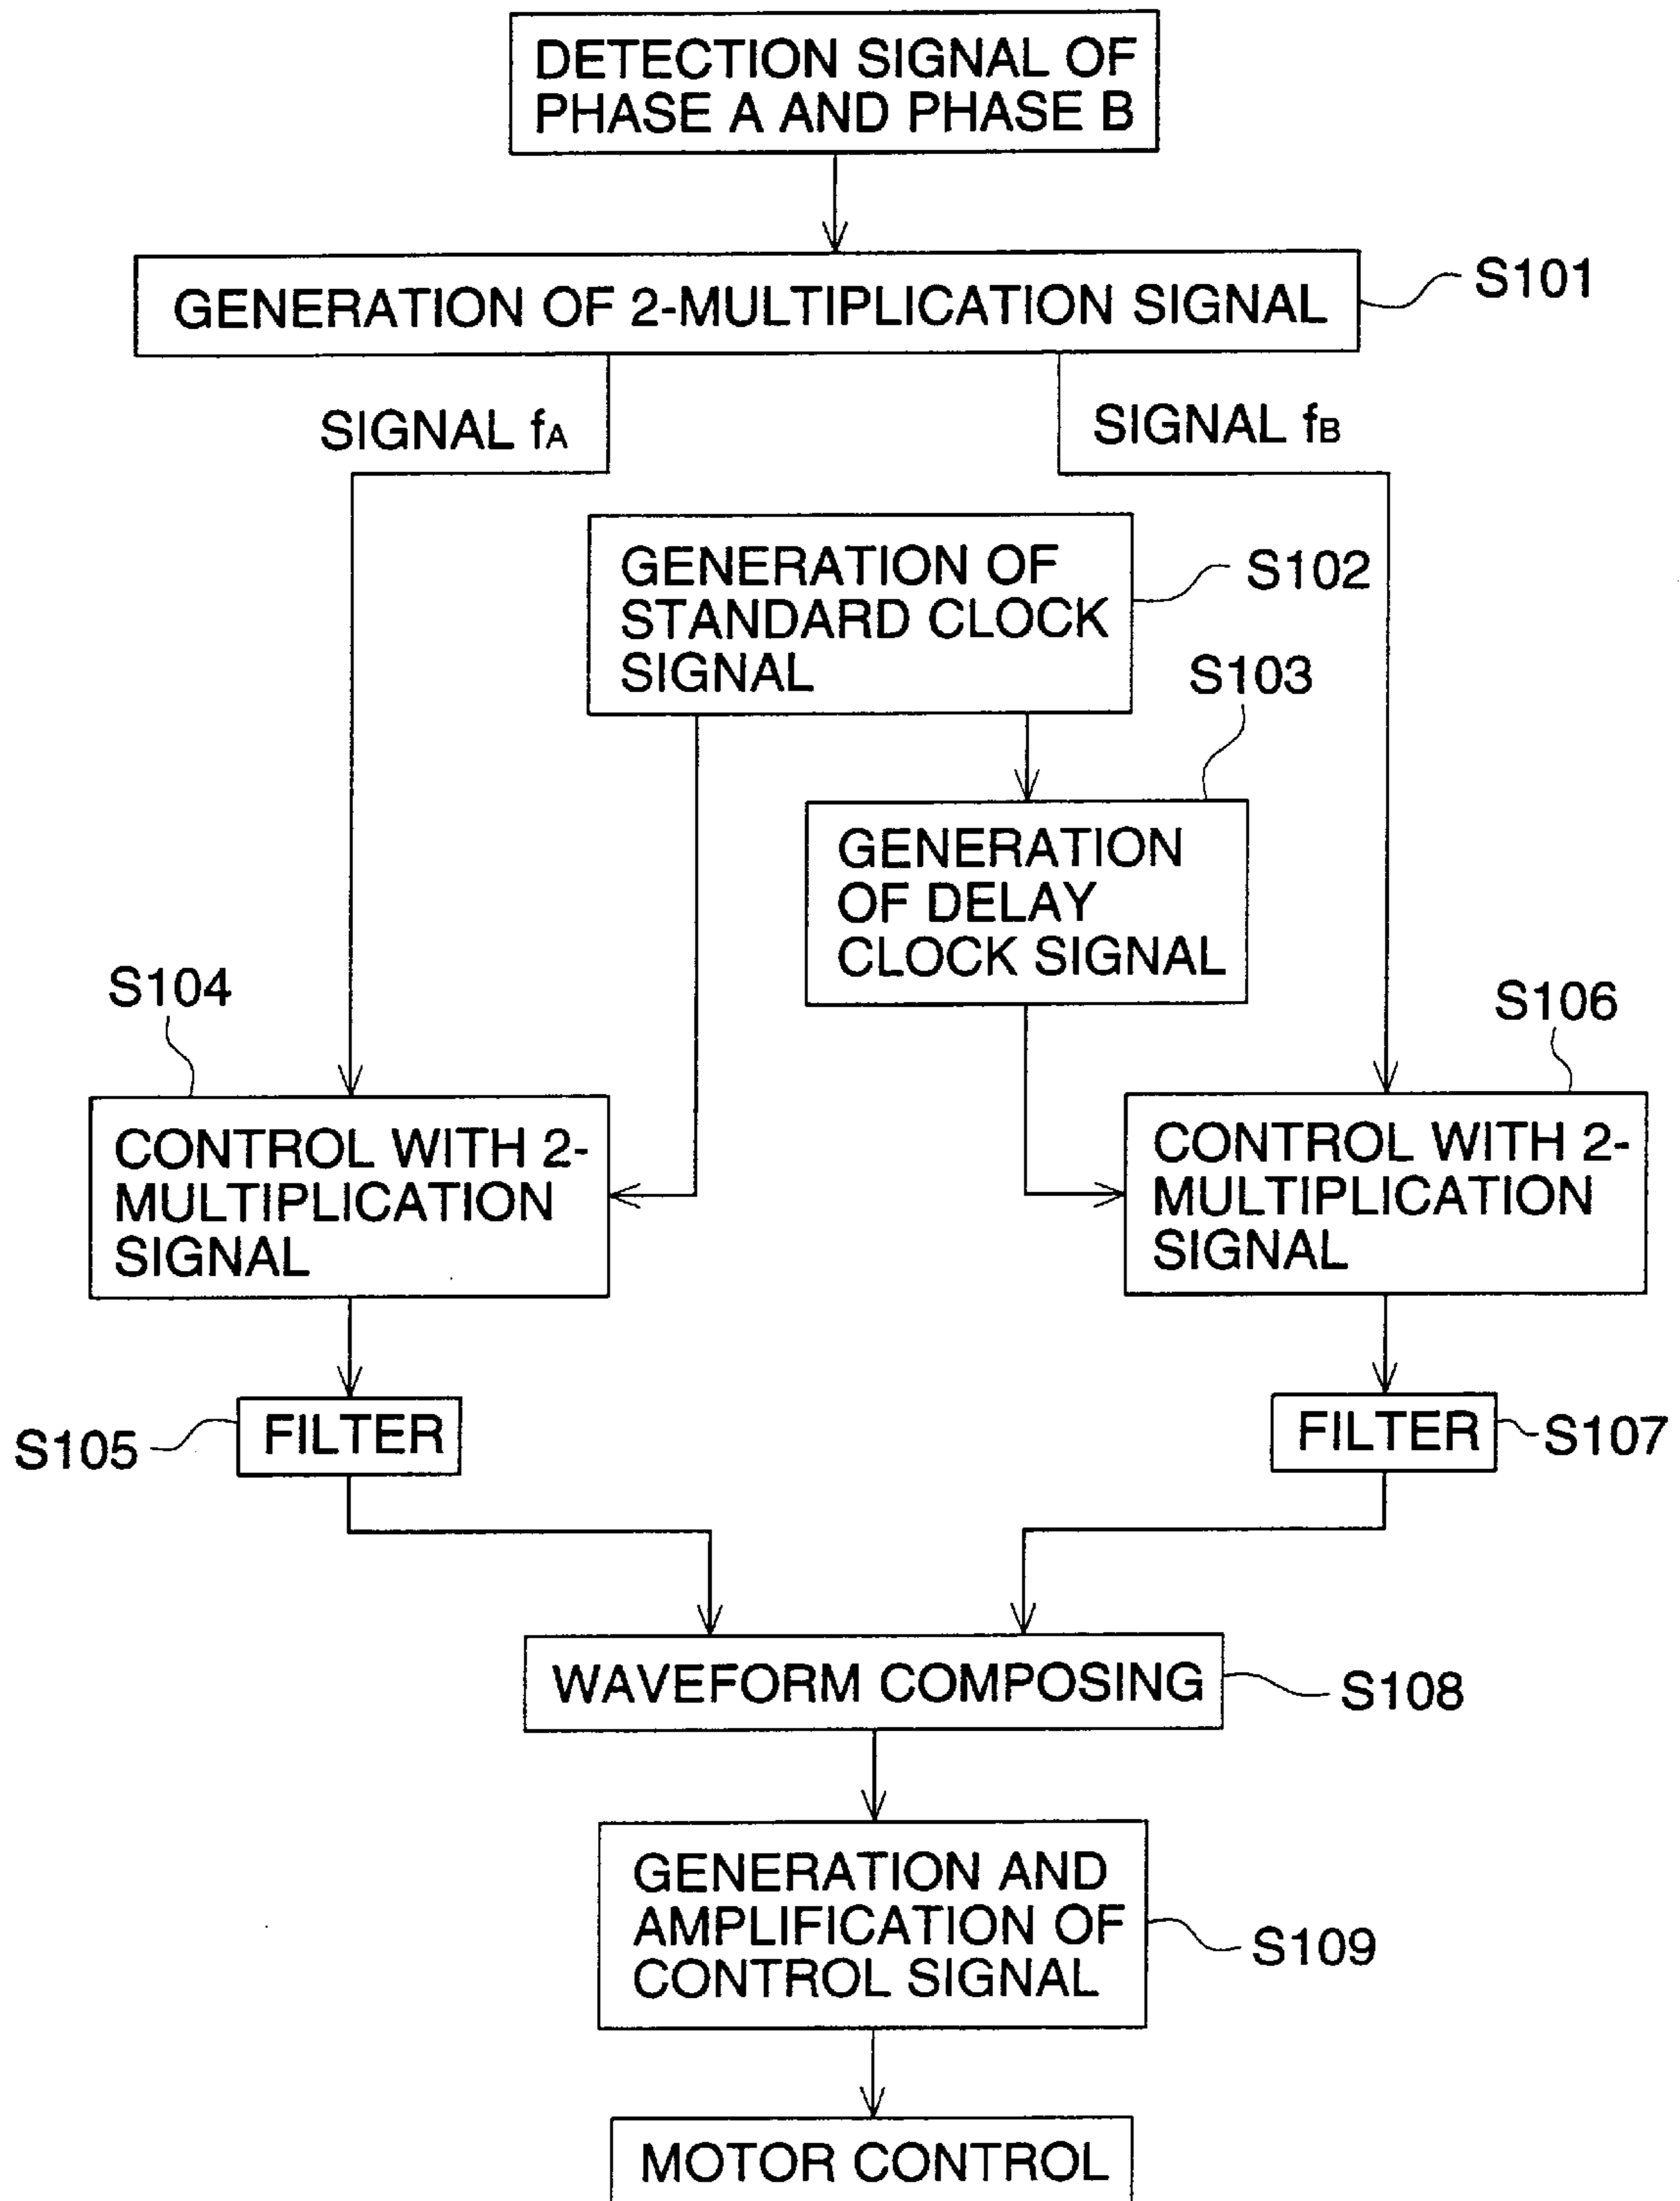 DETECTION SIGNAL OF
PHASE A AND PHASE B
GENERATION OF 2-MULTIPLICATION SIGNAL
S101
SIGNAL fA
SIGNAL fB
GENERATION OF
STANDARD CLOCK
SIGNAL
S102
S103
GENERATION
OF DELAY
CLOCK SIGNAL
S104
S106
CONTROL WITH 2-
MULTIPLICATION
SIGNAL
CONTROL WITH 2-
MULTIPLICATION
SIGNAL
S105
FILTER
FILTER
S107
WAVEFORM COMPOSING
S108
GENERATION AND
AMPLIFICATION OF
CONTROL SIGNAL
S109
MOTOR CONTROL